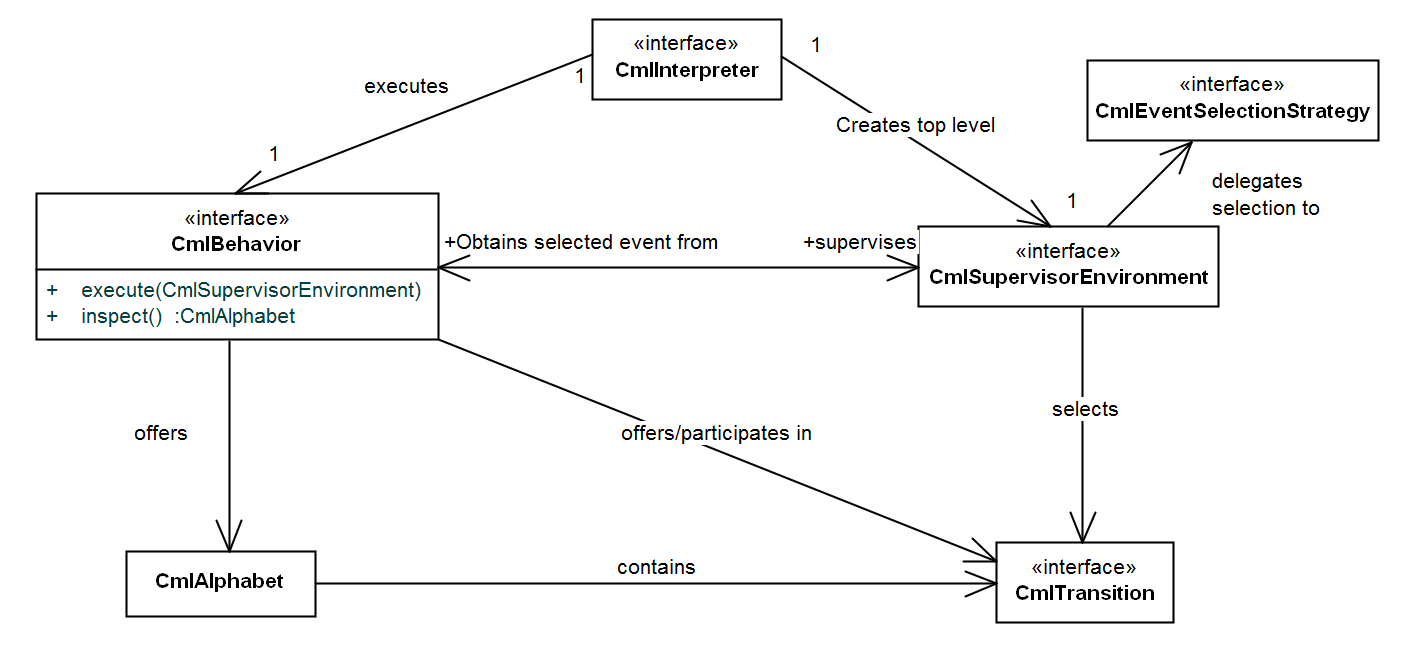 «interface»
CmlInterpreter
1
1
executes
Creates top level
1
1
«interface»
CmlEventSelectionStrategy
delegates
selection to
«interface»
CmlBehavior
+ execute(CmlSupervisorEnvironment)
+ inspect() :CmlAlphabet
+Obtains selected event from
+supervises
«interface»
CmlSupervisorEnvironment
offers
offers/participates in
selects
CmlAlphabet
contains
«interface»
CmlTransition